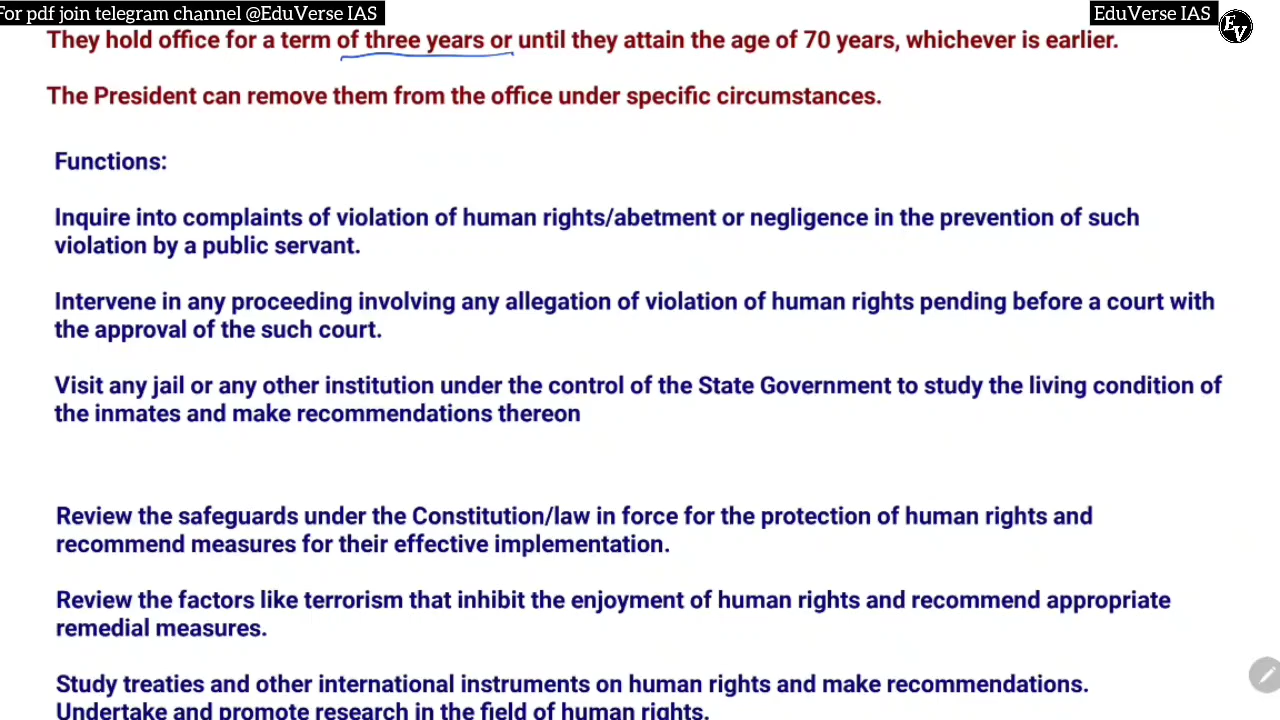 For pdf join telegram channel @EduVerse IAS
EduVerse IAS
EV
They hold office for a term of three years or until they attain the age of 70 years, whichever is earlier.
The President can remove them from the office under specific circumstances.
Functions:
Inquire into complaints of violation of human rights/abetment or negligence in the prevention of such
violation by a public servant.
Intervene in any proceeding involving any allegation of violation of human rights pending before a court with
the approval of the such court.
Visit any jail or any other institution under the control of the State Government to study the living condition of
the inmates and make recommendations thereon
Review the safeguards under the Constitution/law in force for the protection of human rights and
recommend measures for their effective implementation.
Review the factors like terrorism that inhibit the enjoyment of human rights and recommend appropriate
remedial measures.
Study treaties and other international instruments on human rights and make recommendations.
Undertake and promote research in the field of human rights.